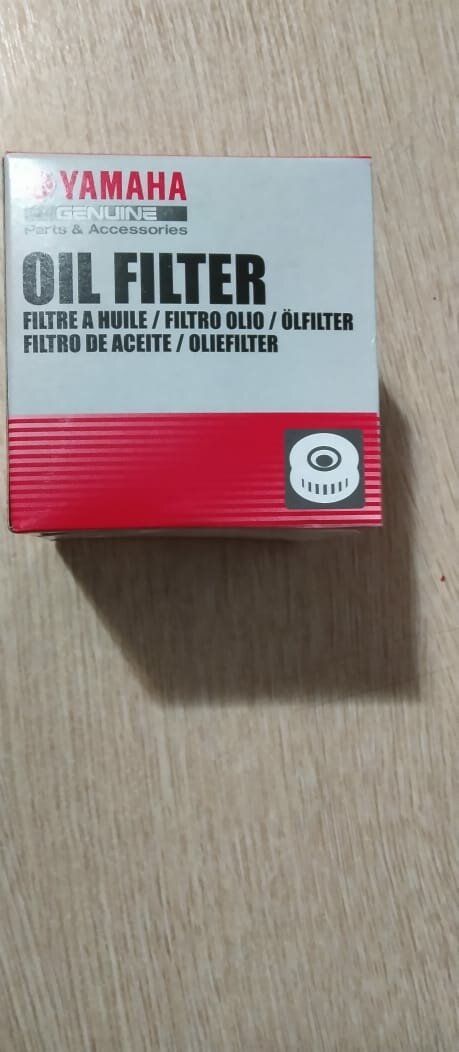 YAMAHA
GENUINE
Parts & Accessories
OIL FILTER
FILTRE A HUILE / FILTRO OLIO / ÖLFILTER
FILTRO DE ACEITE / OLIEFILTER